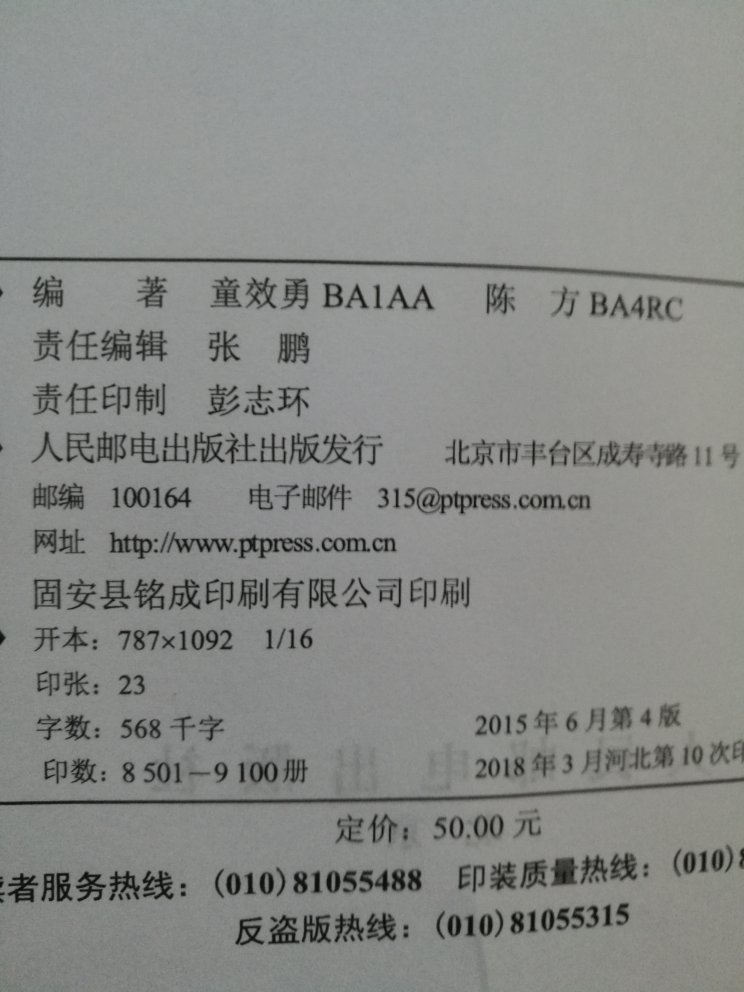 编 著 童效勇 BA1AA 陈 方 BA4RC
责任编辑 张 鹏
责任印制 彭志环
人民邮电出版社出版发行 北京市丰台区成寿寺路 11 号
邮编 100164 电子邮件 315@ptpress.com.cn
网址 http://www.ptpress.com.cn
固安县铭成印刷有限公司印刷
开本：787×1092 1/16
印张：23
字数：568 千字 2015 年 6 月第 4 版
印数：8 501－9 100 册 2018 年 3 月河北第 10 次印
定价：50.00 元
者服务热线：(010)81055488 印装质量热线：(010)8
反盗版热线：(010)81055315